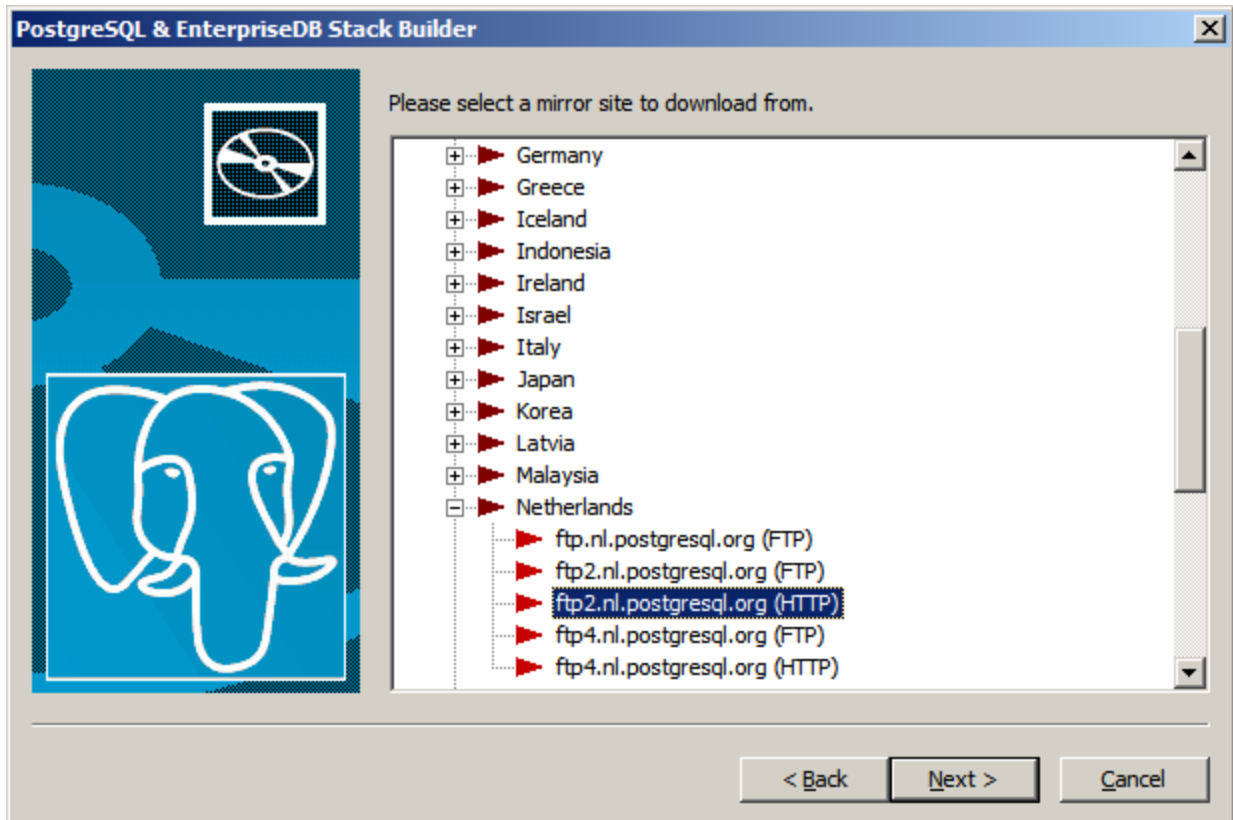 PostgreSQL & EnterpriseDB Stack Builder
Please select a mirror site to download from.
Germany
Greece
Iceland
Indonesia
Ireland
Israel
Italy
Japan
Korea
Latvia
Malaysia
Netherlands
ftp.nl.postgresql.org (FTP)
ftp2.nl.postgresql.org (FTP)
ftp2.nl.postgresql.org (HTTP)
ftp4.nl.postgresql.org (FTP)
ftp4.nl.postgresql.org (HTTP)
< Back Next > Cancel